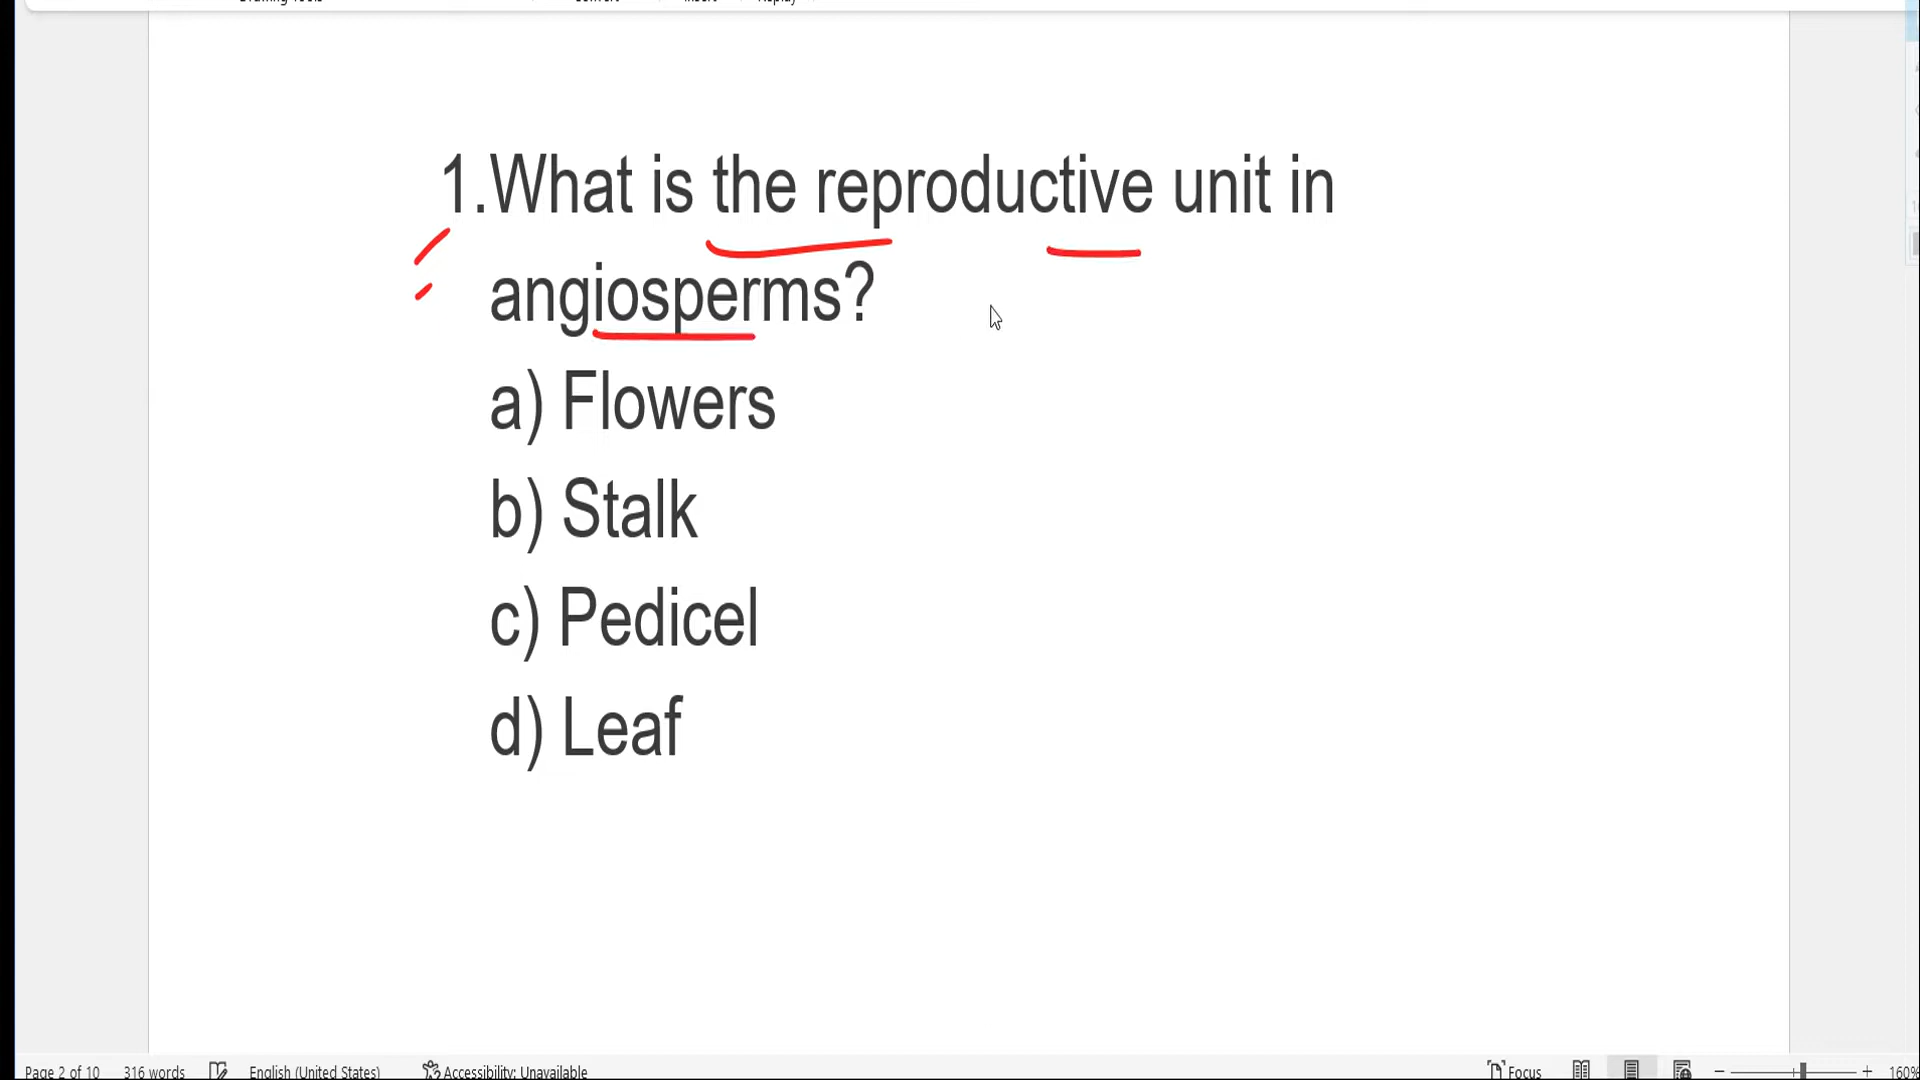 1.What is the reproductive unit in
angiosperms?
a) Flowers
b) Stalk
c) Pedicel
d) Leaf
Page 2 of 10 316 words English (United States) Accessibility: Unavailable Focus 160%